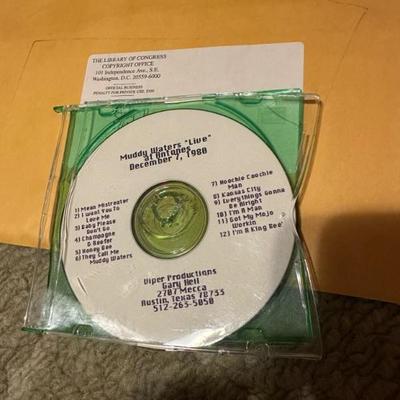 THE LIBRARY OF CONGRESS
COPYRIGHT OFFICE
101 Independence Ave., S.E.
Washington, D.C. 20559-6000
OFFICIAL BUSINESS
PENALTY FOR PRIVATE USE, $300
Muddy Waters "Live"
at Antones
December 7, 1980
1) Mean Mistreater
2) I Want You To
Love Me
3) Baby Please
Don't Go
4) Champagne
& Reefer
5) Honey Bee
6) They Call Me
Muddy Waters
7) Hoochie Coochie
Man
8) Kansas City
9) Everythings Gonna
Be Alright
10) I'm A Man
11) Got My Mojo
Workin
12) I'm A King Bee
Viper Productions
Gary Heil
2707 Mecca
Austin, Texas 78733
512-263-5050